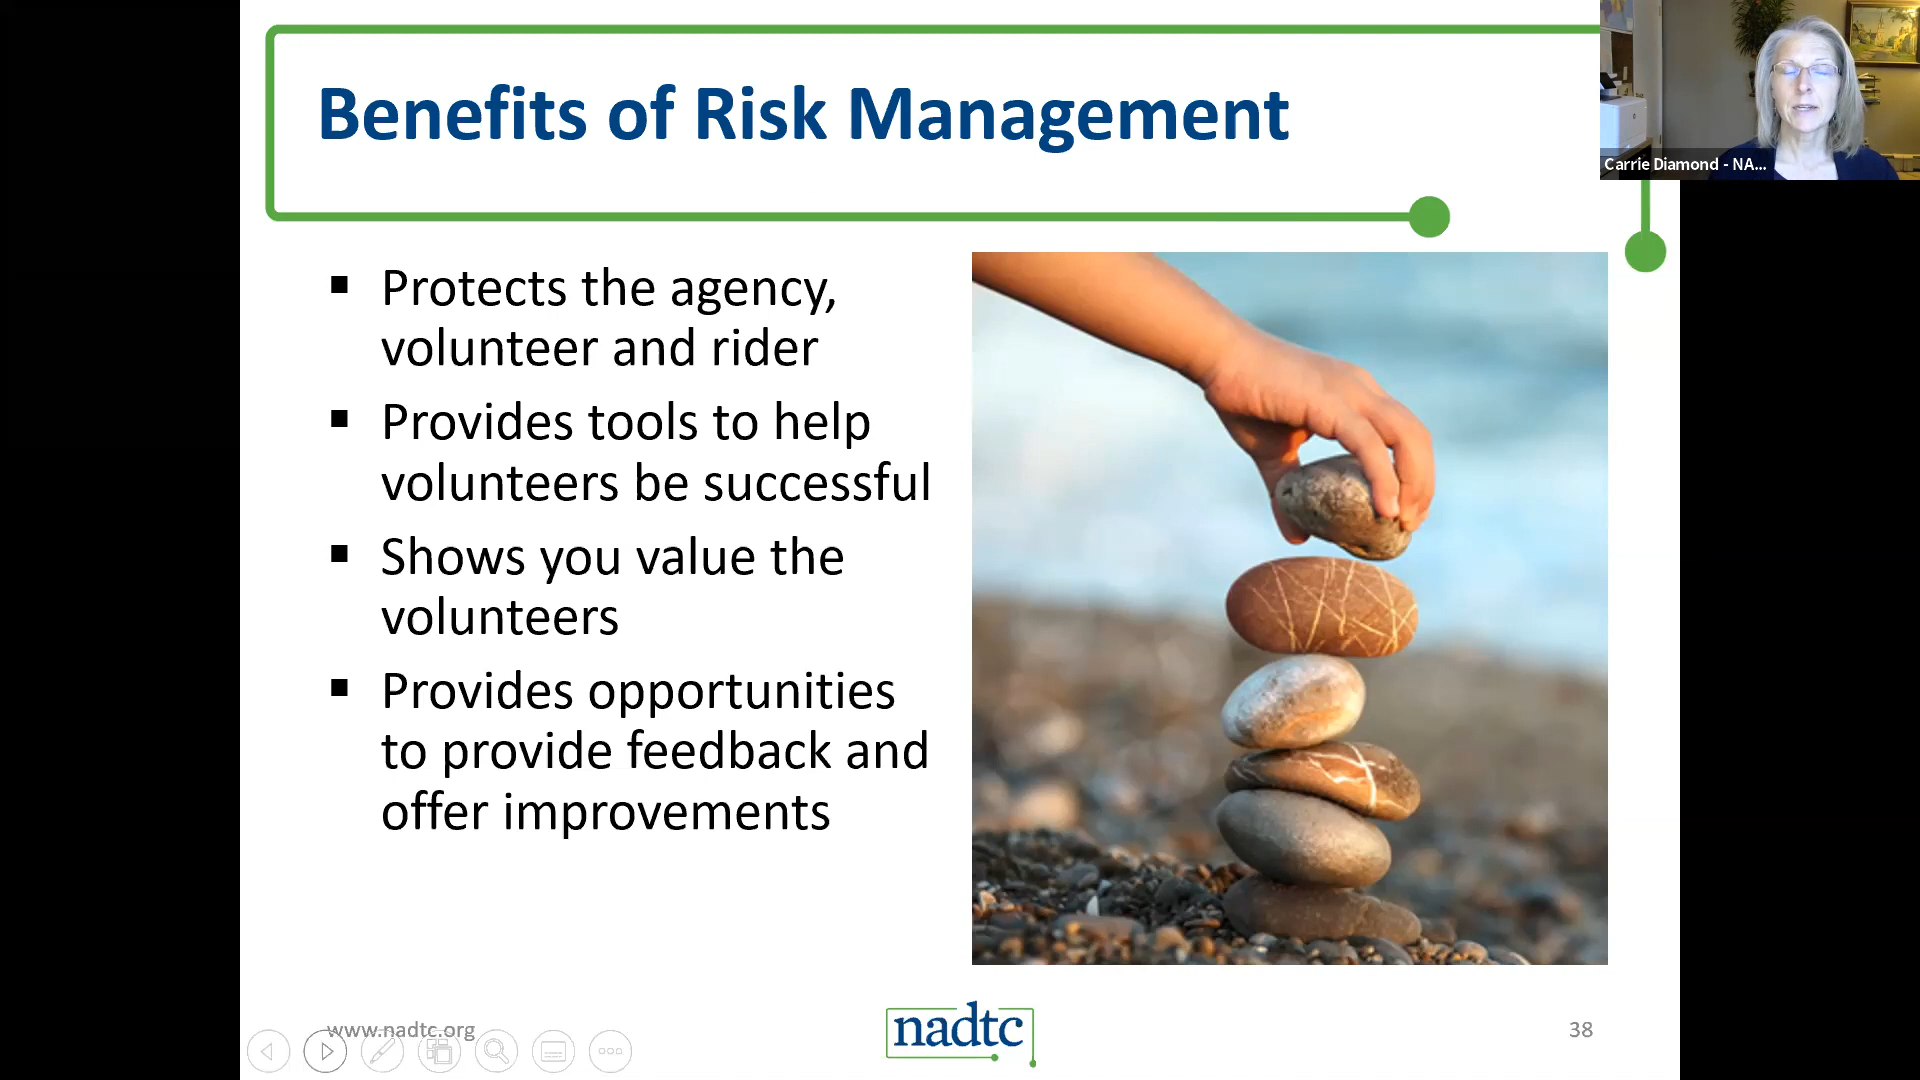 Benefits of Risk Management
Carrie Diamond - NA...
▪ Protects the agency,
volunteer and rider
▪ Provides tools to help
volunteers be successful
▪ Shows you value the
volunteers
▪ Provides opportunities
to provide feedback and
offer improvements
www.nadtc.org
nadtc
38